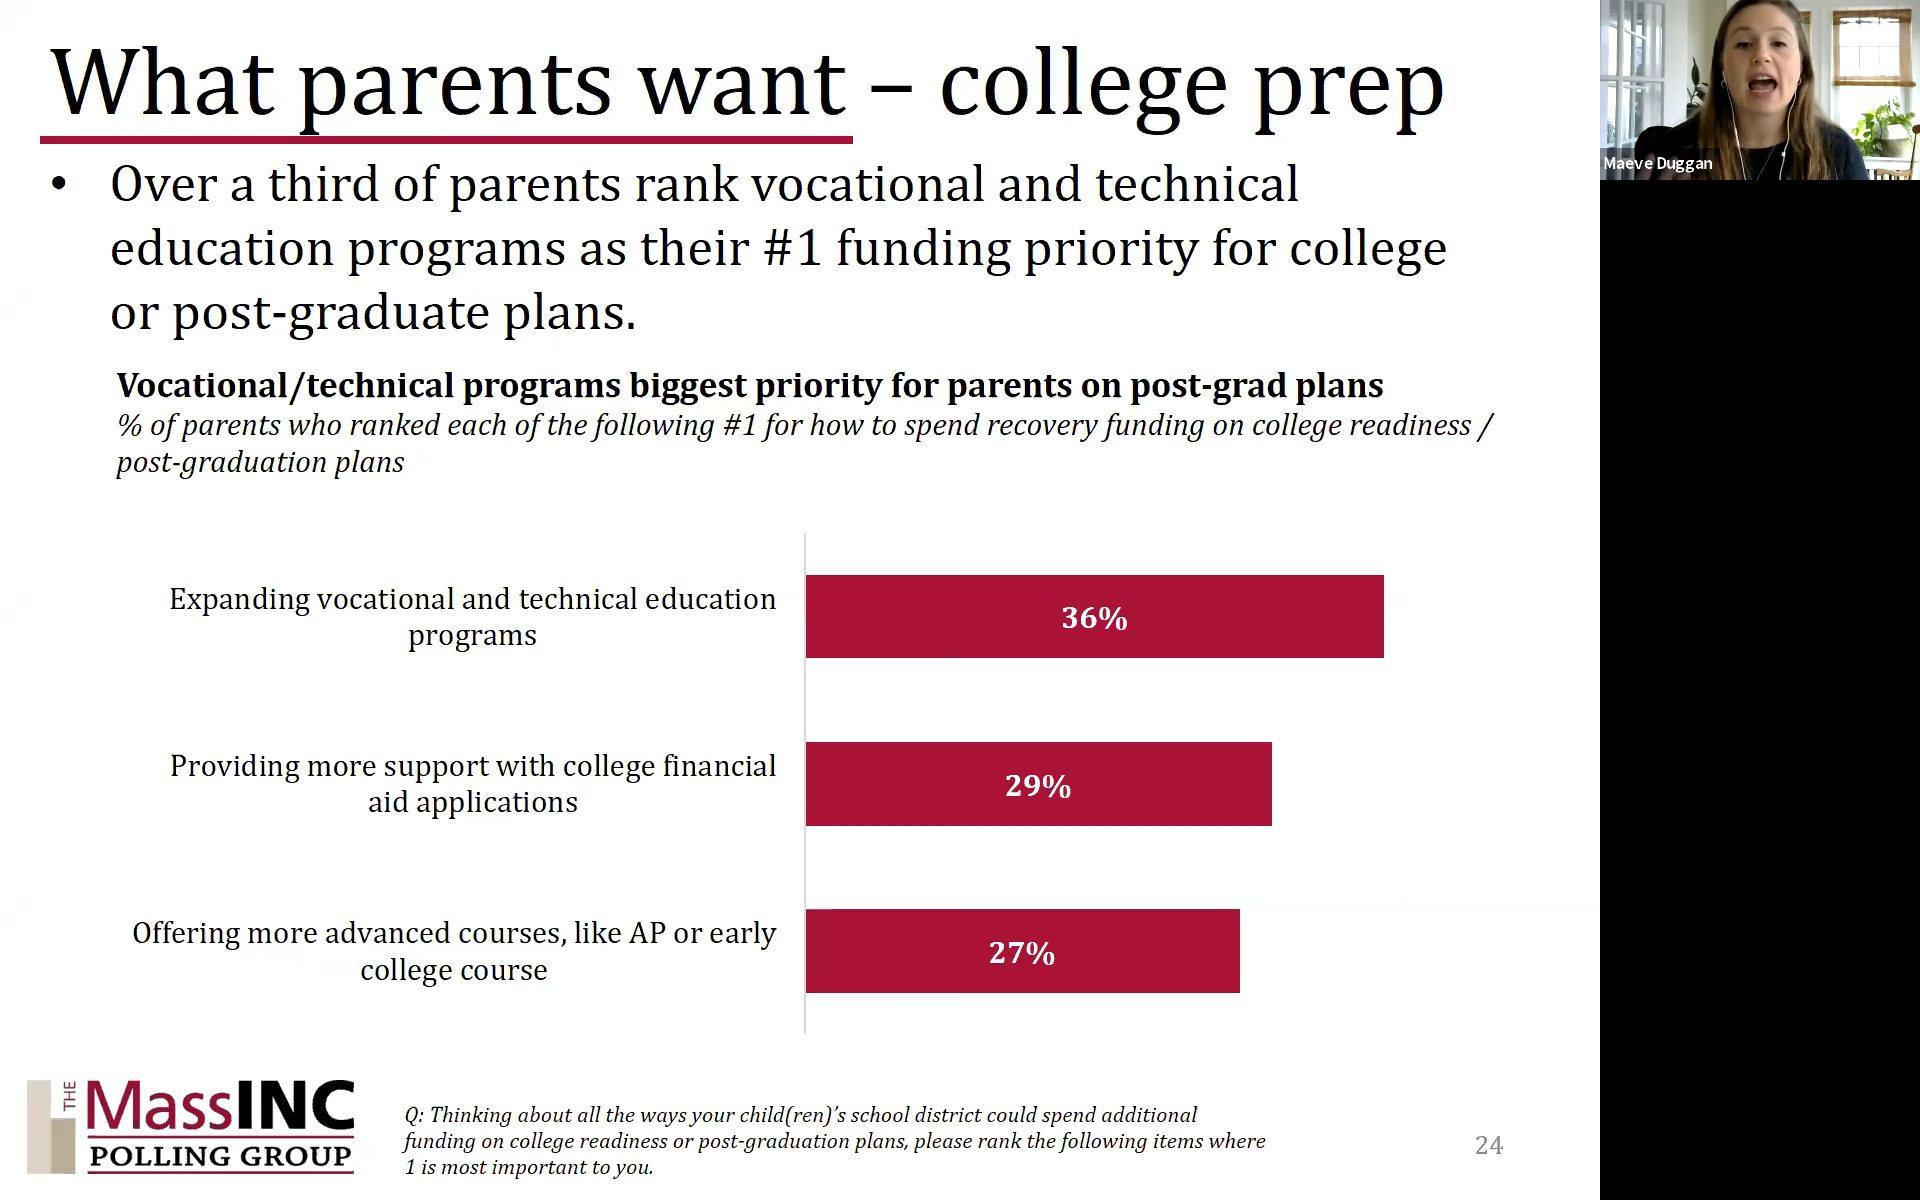 What parents want – college prep
• Over a third of parents rank vocational and technical
education programs as their #1 funding priority for college
or post-graduate plans.
Vocational/technical programs biggest priority for parents on post-grad plans
% of parents who ranked each of the following #1 for how to spend recovery funding on college readiness /
post-graduation plans
Expanding vocational and technical education
programs
36%
Providing more support with college financial
aid applications
29%
Offering more advanced courses, like AP or early
college course
27%
THE
MassINC
POLLING GROUP
Q: Thinking about all the ways your child(ren)’s school district could spend additional
funding on college readiness or post-graduation plans, please rank the following items where
1 is most important to you.
24
Maeve Duggan